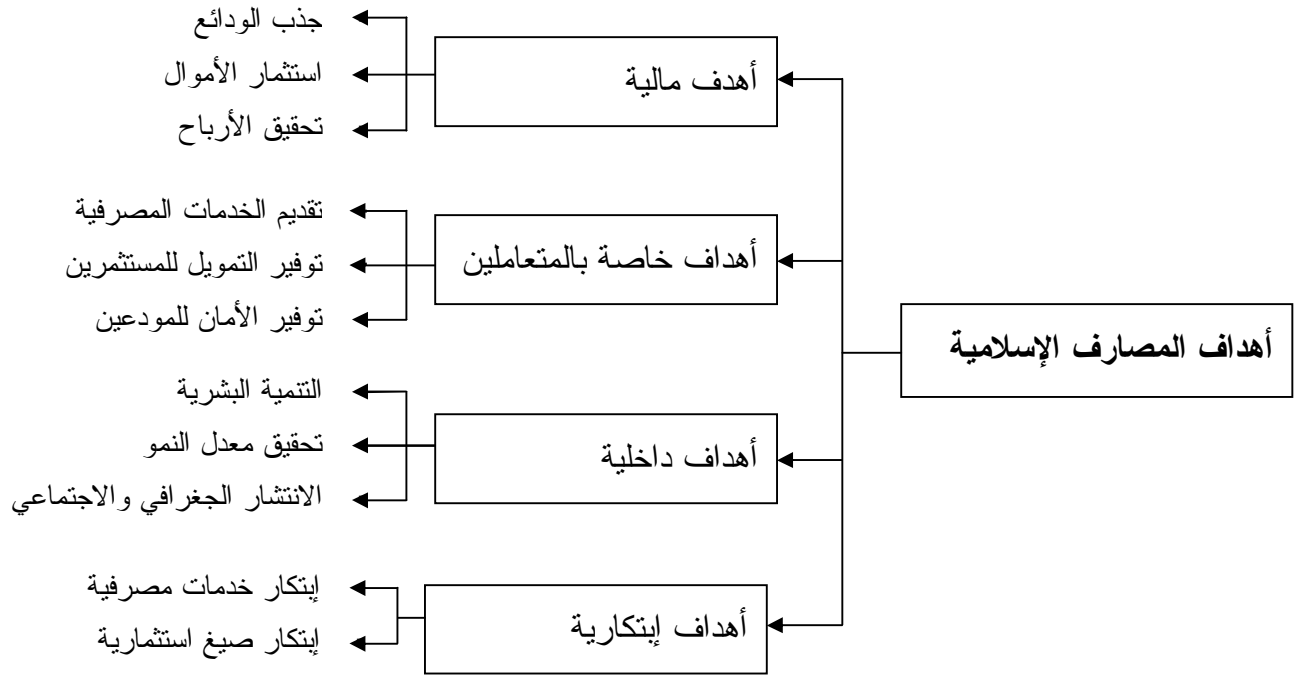 أهداف المصارف الإسلامية
أهدف مالية
جذب الودائع
استثمار الأموال
تحقيق الأرباح
أهداف خاصة بالمتعاملين
تقديم الخدمات المصرفية
توفير التمويل للمستثمرين
توفير الأمان للمودعين
أهداف داخلية
التنمية البشرية
تحقيق معدل النمو
الانتشار الجغرافي والاجتماعي
أهداف إبتكارية
إبتكار خدمات مصرفية
إبتكار صيغ استثمارية